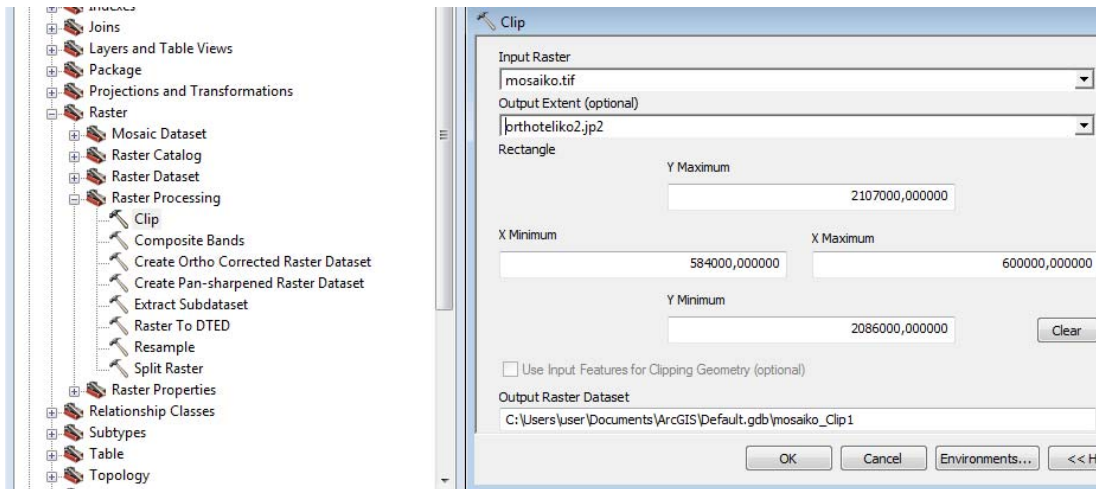 Indexes
Joins
Layers and Table Views
Package
Projections and Transformations
Raster
Mosaic Dataset
Raster Catalog
Raster Dataset
Raster Processing
Clip
Composite Bands
Create Ortho Corrected Raster Dataset
Create Pan-sharpened Raster Dataset
Extract Subdataset
Raster To DTED
Resample
Split Raster
Raster Properties
Relationship Classes
Subtypes
Table
Topology
Clip
Input Raster
mosaiko.tif
Output Extent (optional)
orthoteliko2.jp2
Rectangle
Y Maximum
2107000,000000
X Minimum
X Maximum
584000,000000
600000,000000
Y Minimum
2086000,000000
Clear
Use Input Features for Clipping Geometry (optional)
Output Raster Dataset
C:\Users\user\Documents\ArcGIS\Default.gdb\mosaiko_Clip1
OK
Cancel
Environments...
<< H